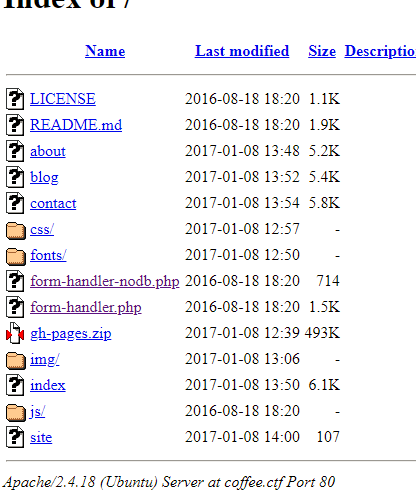 Index of /
Name Last modified Size Descriptio
LICENSE 2016-08-18 18:20 1.1K
README.md 2016-08-18 18:20 1.9K
about 2017-01-08 13:48 5.2K
blog 2017-01-08 13:52 5.4K
contact 2017-01-08 13:54 5.8K
css/ 2017-01-08 12:57 -
fonts/ 2017-01-08 12:50 -
form-handler-nodb.php 2016-08-18 18:20 714
form-handler.php 2016-08-18 18:20 1.5K
gh-pages.zip 2017-01-08 12:39 493K
img/ 2017-01-08 13:06 -
index 2017-01-08 13:50 6.1K
js/ 2016-08-18 18:20 -
site 2017-01-08 14:00 107
Apache/2.4.18 (Ubuntu) Server at coffee.ctf Port 80